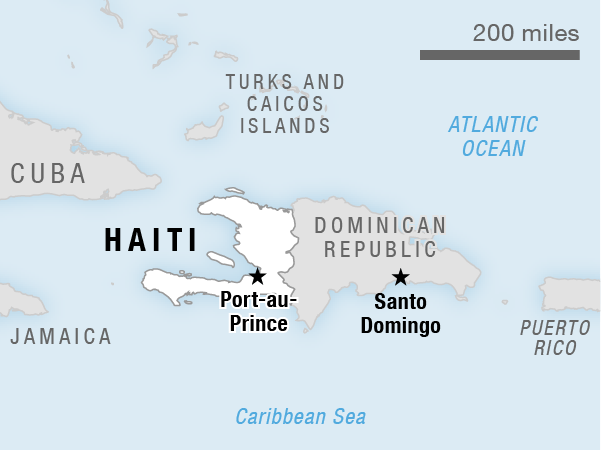 200 miles
TURKS AND
CAICOS
ISLANDS
ATLANTIC
OCEAN
CUBA
HAITI
DOMINICAN
REPUBLIC
Port-au-
Prince
Santo
Domingo
JAMAICA
PUERTO
RICO
Caribbean Sea